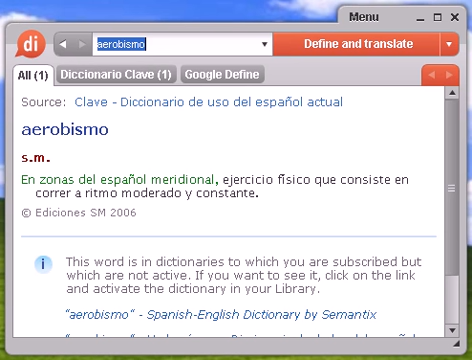 Menu
di
aerobismo
Define and translate
All (1)
Diccionario Clave (1)
Google Define
Source: Clave - Diccionario de uso del español actual
aerobismo
s.m.
En zonas del español meridional, ejercicio físico que consiste en
correr a ritmo moderado y constante.
© Ediciones SM 2006
i
This word is in dictionaries to which you are subscribed but
which are not active. If you want to see it, click on the link
and activate the dictionary in your Library.
"aerobismo" - Spanish-English Dictionary by Semantix